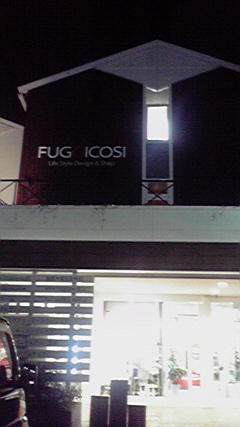 FUG ICOSI
Life Style Design & Shop